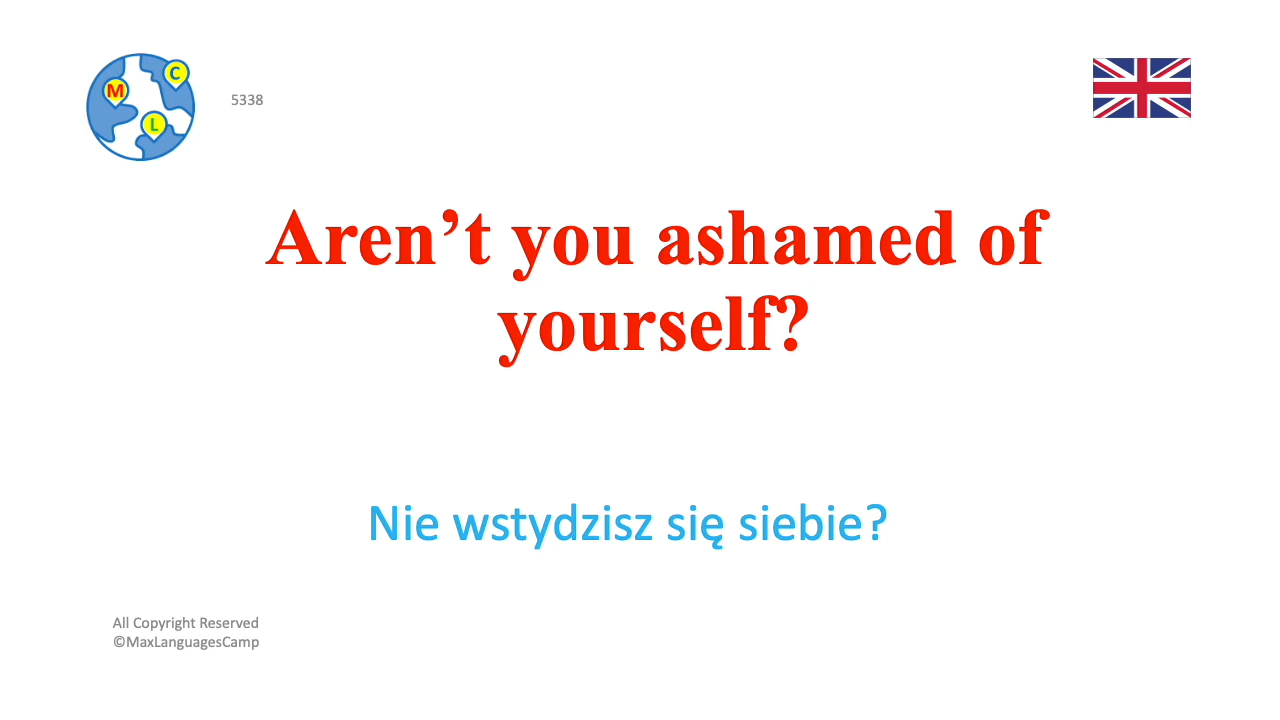 M
C
L
5338
Aren’t you ashamed of
yourself?
Nie wstydzisz się siebie?
All Copyright Reserved
©MaxLanguagesCamp